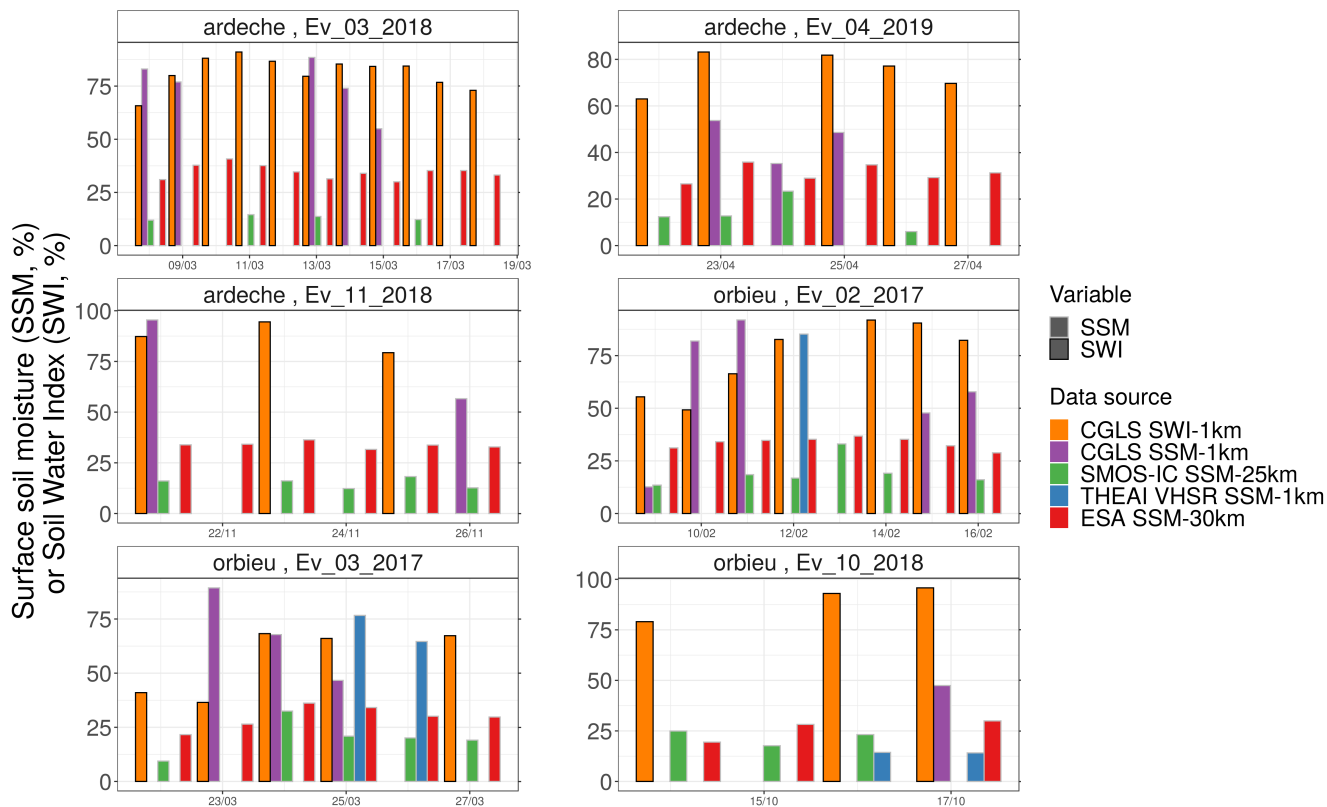 ardeche , Ev_03_2018
75
50
25
0
09/03
11/03
13/03
15/03
17/03
19/03
ardeche , Ev_04_2019
80
60
40
20
0
23/04
25/04
27/04
Surface soil moisture (SSM, %)
or Soil Water Index (SWI, %)
ardeche , Ev_11_2018
100
75
50
25
0
22/11
24/11
26/11
orbieu , Ev_02_2017
75
50
25
0
10/02
12/02
14/02
16/02
orbieu , Ev_03_2017
75
50
25
0
23/03
25/03
27/03
orbieu , Ev_10_2018
100
75
50
25
0
15/10
17/10
Variable
SSM
SWI
Data source
CGLS SWI-1km
CGLS SSM-1km
SMOS-IC SSM-25km
THEAI VHSR SSM-1km
ESA SSM-30km